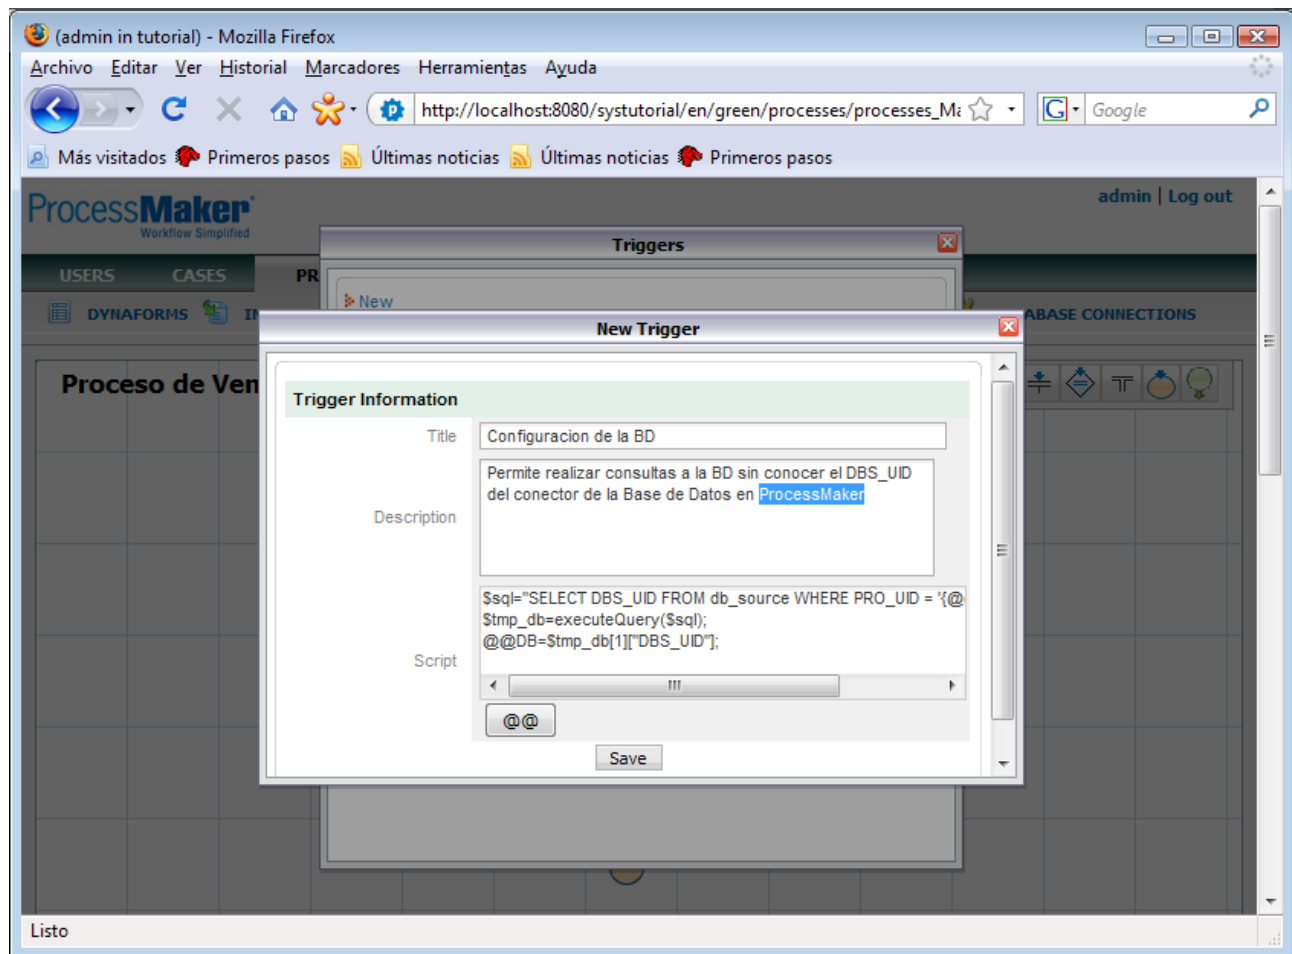 (admin in tutorial) - Mozilla Firefox
Archivo Editar Ver Historial Marcadores Herramientas Ayuda
http://localhost:8080/systutorial/en/green/processes/processes_Ma
Google
Más visitados Primeros pasos Últimas noticias Últimas noticias Primeros pasos
ProcessMaker
Workflow Simplified
admin | Log out
Triggers
USERS CASES PR
New
DYNAFORMS IN ABASE CONNECTIONS
New Trigger
Proceso de Ven
Trigger Information
Title Configuracion de la BD
Permite realizar consultas a la BD sin conocer el DBS_UID
del conector de la Base de Datos en ProcessMaker
Description
$sql="SELECT DBS_UID FROM db_source WHERE PRO_UID = '{@
$tmp_db=executeQuery($sql);
@@DB=$tmp_db[1]["DBS_UID"];
Script
@@
Save
Listo